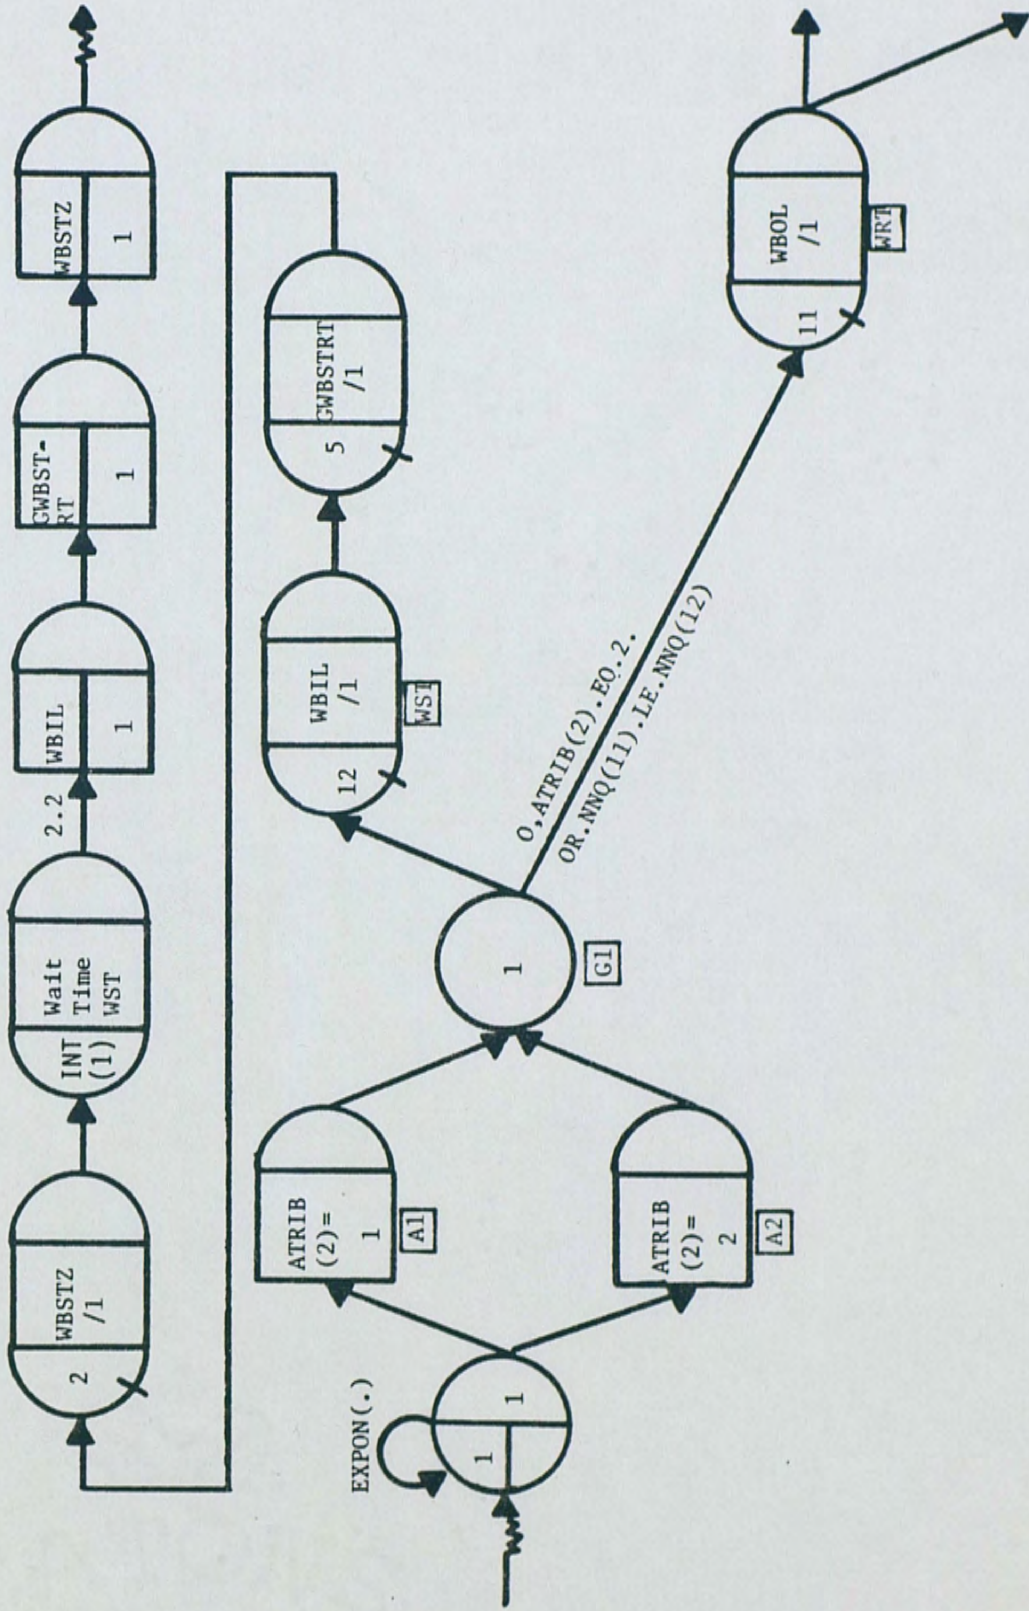 2
WBSTZ
/1
INT
(1)
Wait
Time
WST
2.2
WBIL
1
GWBST-
RT
1
WBSTZ
1
12
WBIL
/1
WST
5
GWBSTRT
/1
EXPON(.)
1
1
ATRIB
(2)=
1
A1
ATRIB
(2)=
2
A2
1
G1
O,ATRIB(2).EQ.2.
OR.NNQ(11).LE.NNQ(12)
11
WBOL
/1
WRT